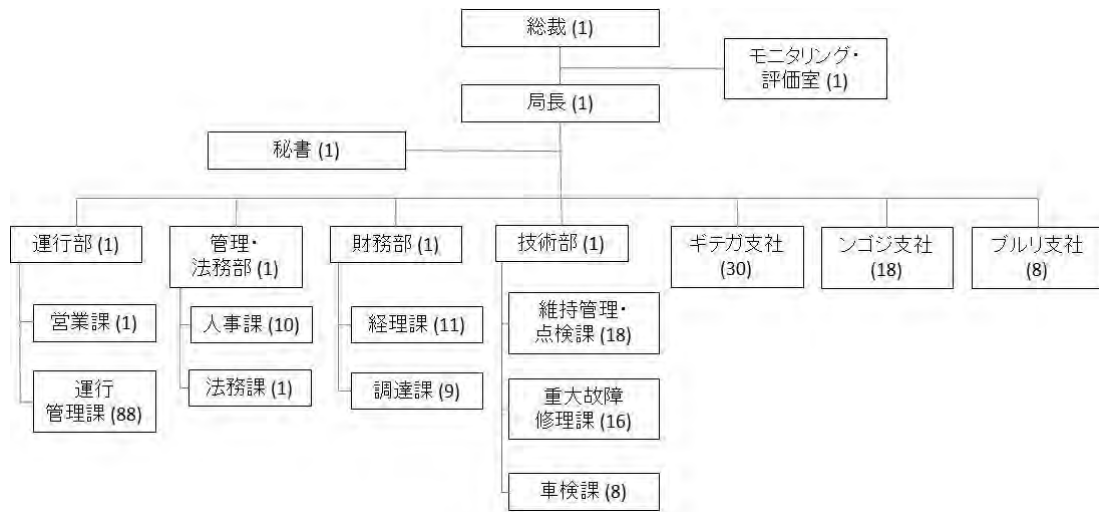 総裁 (1)
モニタリング・
評価室 (1)
局長 (1)
秘書 (1)
運行部 (1)
管理・
法務部 (1)
財務部 (1)
技術部 (1)
ギテガ支社
(30)
ンゴジ支社
(18)
ブルリ支社
(8)
営業課 (1)
運行
管理課 (88)
人事課 (10)
法務課 (1)
経理課 (11)
調達課 (9)
維持管理・
点検課 (18)
重大故障
修理課 (16)
車検課 (8)